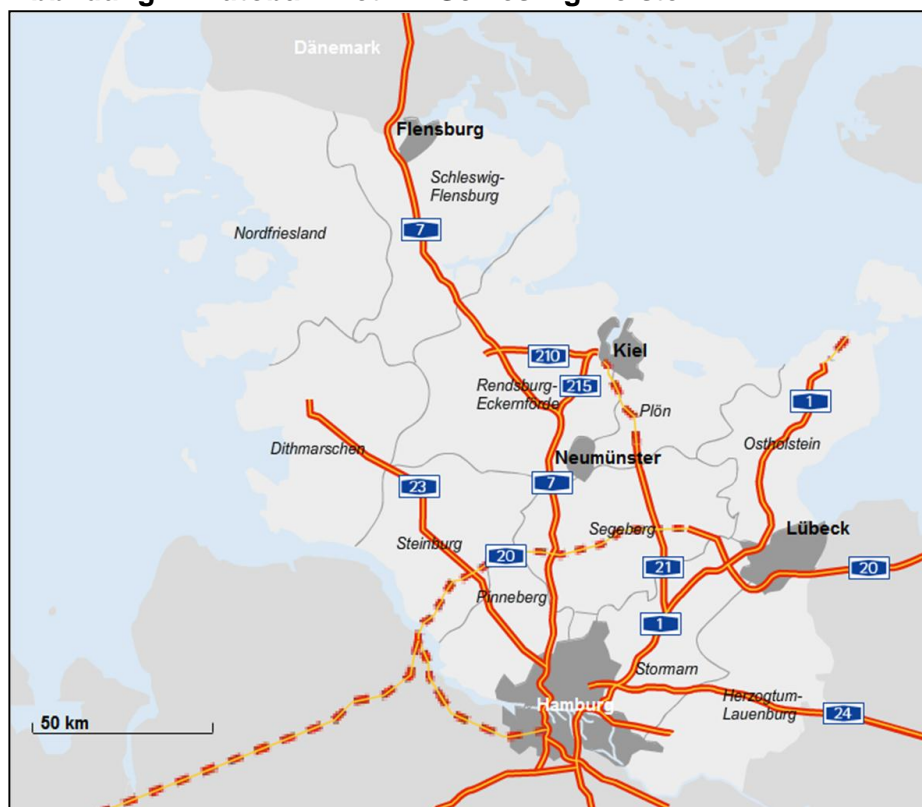 Dänemark
Flensburg
Schleswig-
Flensburg
Nordfriesland
7
210
Kiel
Rendsburg-
Eckernförde
215
Plön
1
Dithmarschen
Ostholstein
Neumünster
23
7
Segeberg
Lübeck
Steinburg
20
21
20
Pinneberg
1
Stormarn
Herzogtum-
Lauenburg
Hamburg
24
50 km